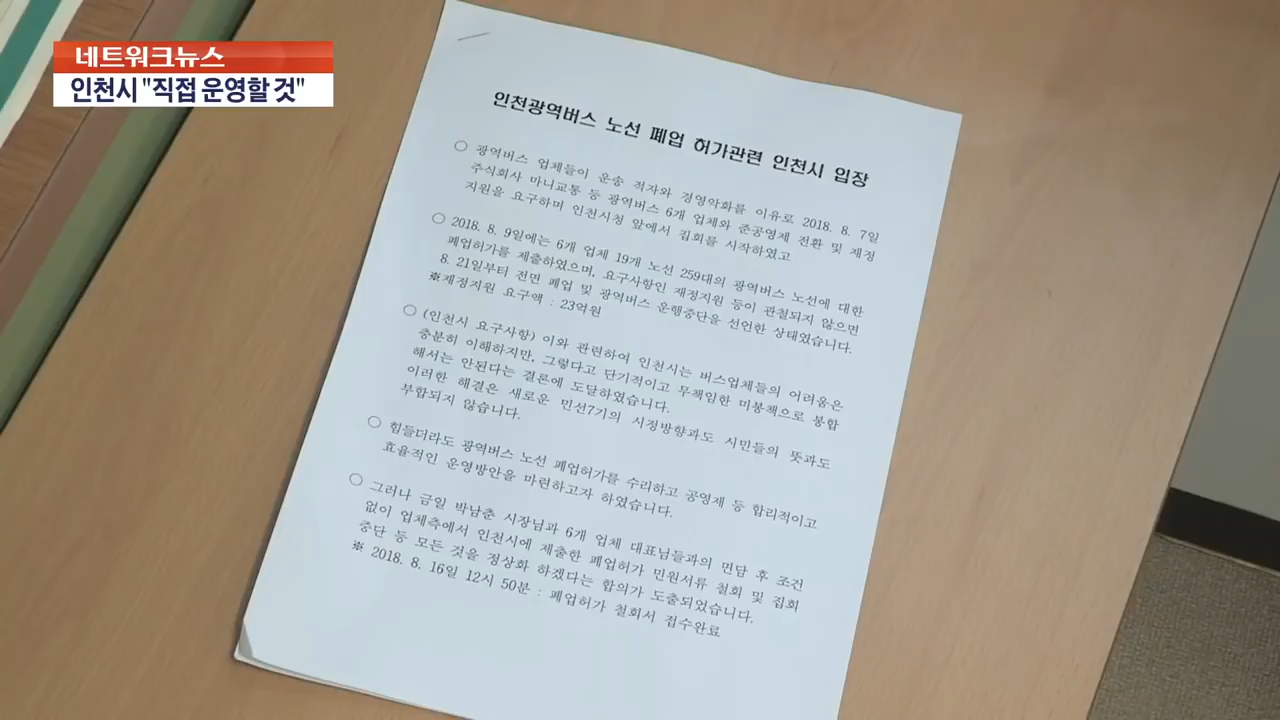 네트워크뉴스
인천시 "직접 운영할 것"
인천광역버스 노선 폐업 허가관련 인천시 입장
○ 광역버스 업체들이 운송 적자와 경영악화를 이유로 2018. 8. 7일
주식회사 마니교통 등 광역버스 6개 업체와 준공영제 전환 및 재정
지원을 요구하며 인천시청 앞에서 집회를 시작하였고
○ 2018. 8. 9일에는 6개 업체 19개 노선 259대의 광역버스 노선에 대한
폐업허가를 제출하였으며, 요구사항인 재정지원 등이 관철되지 않으면
8. 21일부터 전면 폐업 및 광역버스 운행중단을 선언한 상태였습니다.
※재정지원 요구액 : 23억원
○ (인천시 요구사항) 이와 관련하여 인천시는 버스업체들의 어려움은
충분히 이해하지만, 그렇다고 단기적이고 무책임한 미봉책으로 봉합
해서는 안된다는 결론에 도달하였습니다.
이러한 해결은 새로운 민선7기의 시정방향과도 시민들의 뜻과도
부합되지 않습니다.
○ 힘들더라도 광역버스 노선 폐업허가를 수리하고 공영제 등 합리적이고
효율적인 운영방안을 마련하고자 하였습니다.
○ 그러나 금일 박남춘 시장님과 6개 업체 대표님들과의 면담 후 조건
없이 업체측에서 인천시에 제출한 폐업허가 민원서류 철회 및 집회
중단 등 모든 것을 정상화 하겠다는 합의가 도출되었습니다.
※ 2018. 8. 16일 12시 50분 : 폐업허가 철회서 접수완료